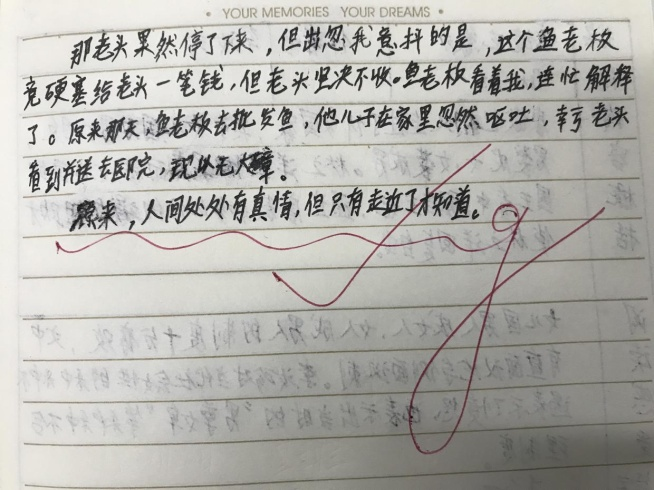 · YOUR MEMORIES YOUR DREAMS ·
那老头果然停了下来，但出忽我意抖的是，这个鱼老板
竟硬塞给老头一笔钱，但老头坚决不收。鱼老板看着我，连忙解释
了。原来那天，鱼老板去批发鱼，他儿子在家里忽然呕吐，幸亏老头
看到并送去医院，现以无大碍。
原来，人间处处有真情，但只有走近了才知道。